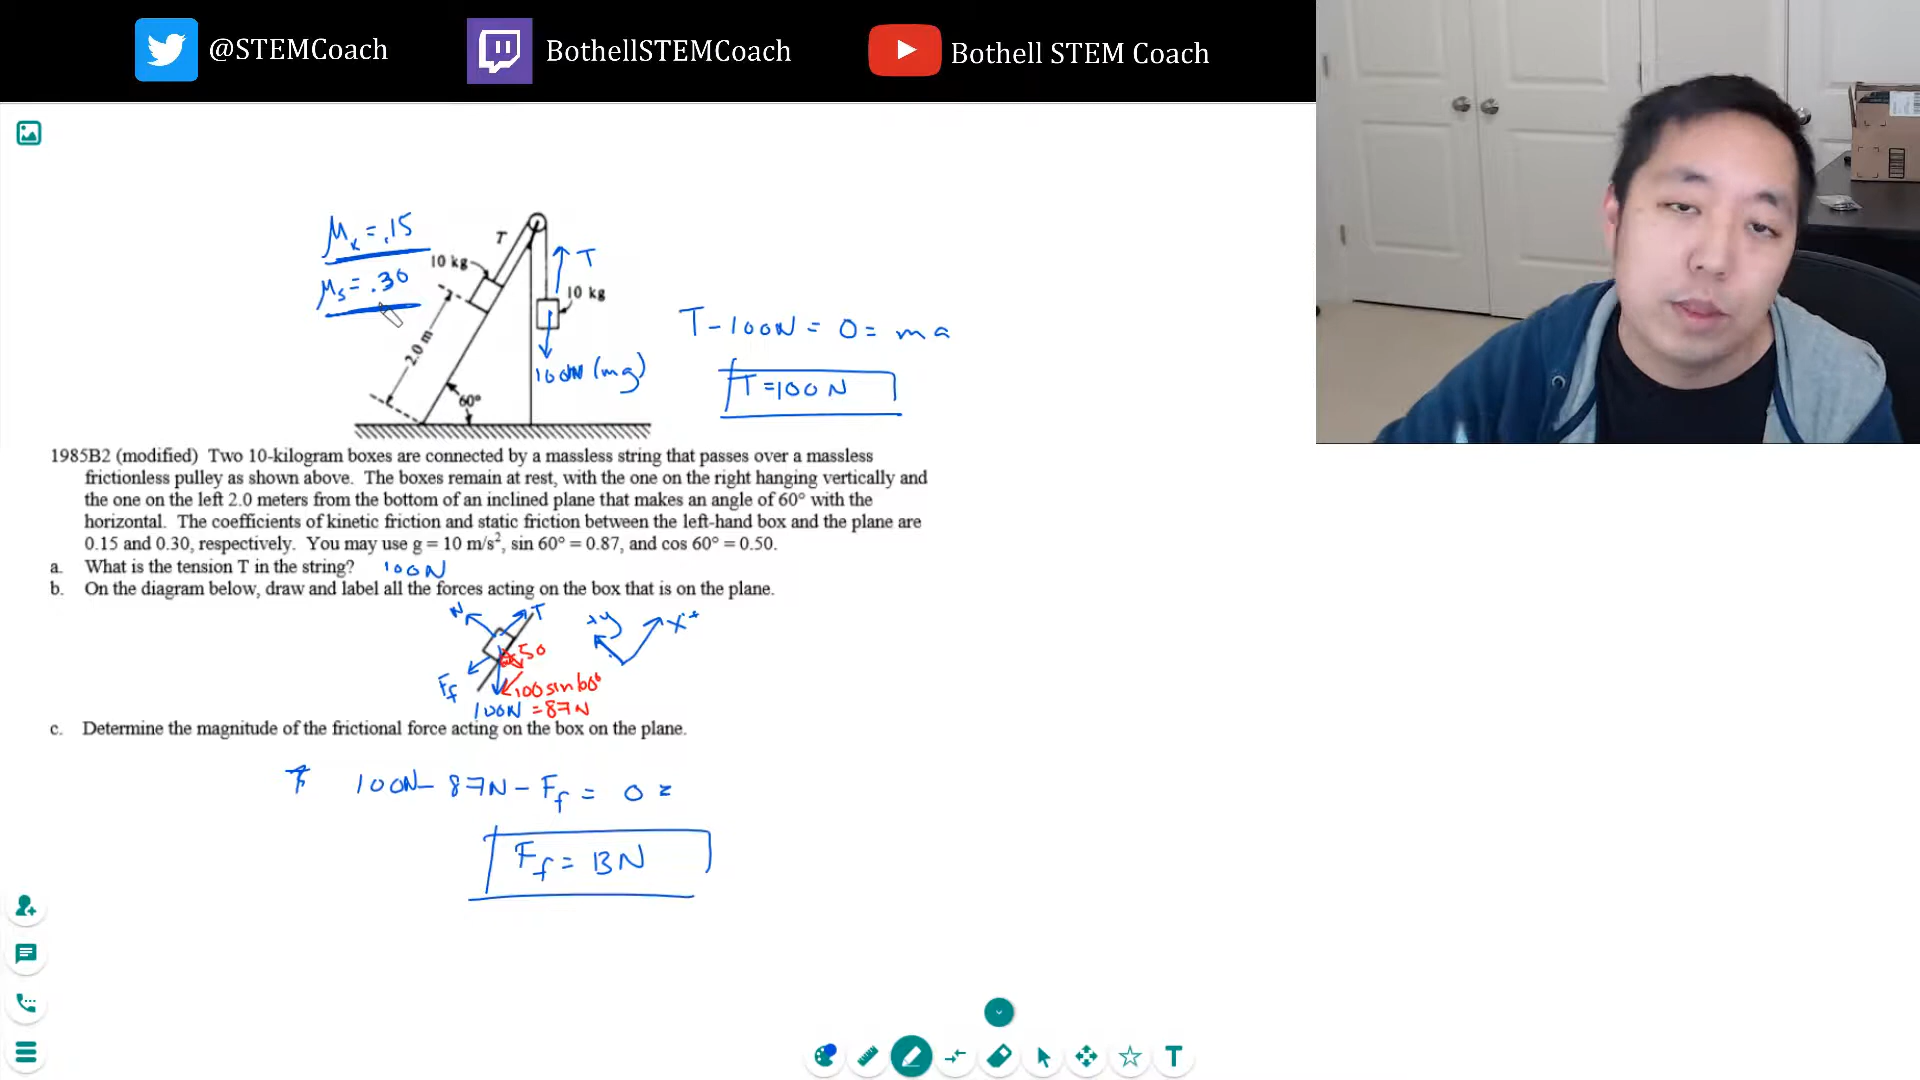 @STEMCoach
BothellSTEMCoach
Bothell STEM Coach
μk = .15
μs = .30
T
10 kg
T
10 kg
2.0 m
60°
100N (mg)
T - 100N = 0 = ma
T = 100N
1985B2 (modified) Two 10-kilogram boxes are connected by a massless string that passes over a massless
frictionless pulley as shown above. The boxes remain at rest, with the one on the right hanging vertically and
the one on the left 2.0 meters from the bottom of an inclined plane that makes an angle of 60° with the
horizontal. The coefficients of kinetic friction and static friction between the left-hand box and the plane are
0.15 and 0.30, respectively. You may use g = 10 m/s², sin 60° = 0.87, and cos 60° = 0.50.
a. What is the tension T in the string? 100N
b. On the diagram below, draw and label all the forces acting on the box that is on the plane.
N
T
+y
x+
50
Ff
100sin60°
100N = 87N
c. Determine the magnitude of the frictional force acting on the box on the plane.
100N - 87N - Ff = 0 =
Ff = 13N
T